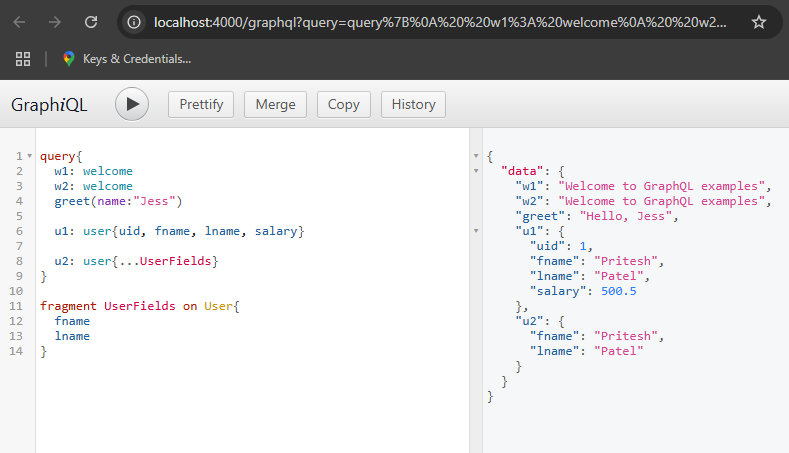 localhost:4000/graphql?query=query%7B%0A%20%20w1%3A%20welcome%0A%20%20w2...
Keys & Credentials...
GraphiQL Prettify Merge Copy History
1 query{
2 w1: welcome
3 w2: welcome
4 greet(name:"Jess")
5
6 u1: user{uid, fname, lname, salary}
7
8 u2: user{...UserFields}
9 }
10
11 fragment UserFields on User{
12 fname
13 lname
14 }
{
"data": {
"w1": "Welcome to GraphQL examples",
"w2": "Welcome to GraphQL examples",
"greet": "Hello, Jess",
"u1": {
"uid": 1,
"fname": "Pritesh",
"lname": "Patel",
"salary": 500.5
},
"u2": {
"fname": "Pritesh",
"lname": "Patel"
}
}
}